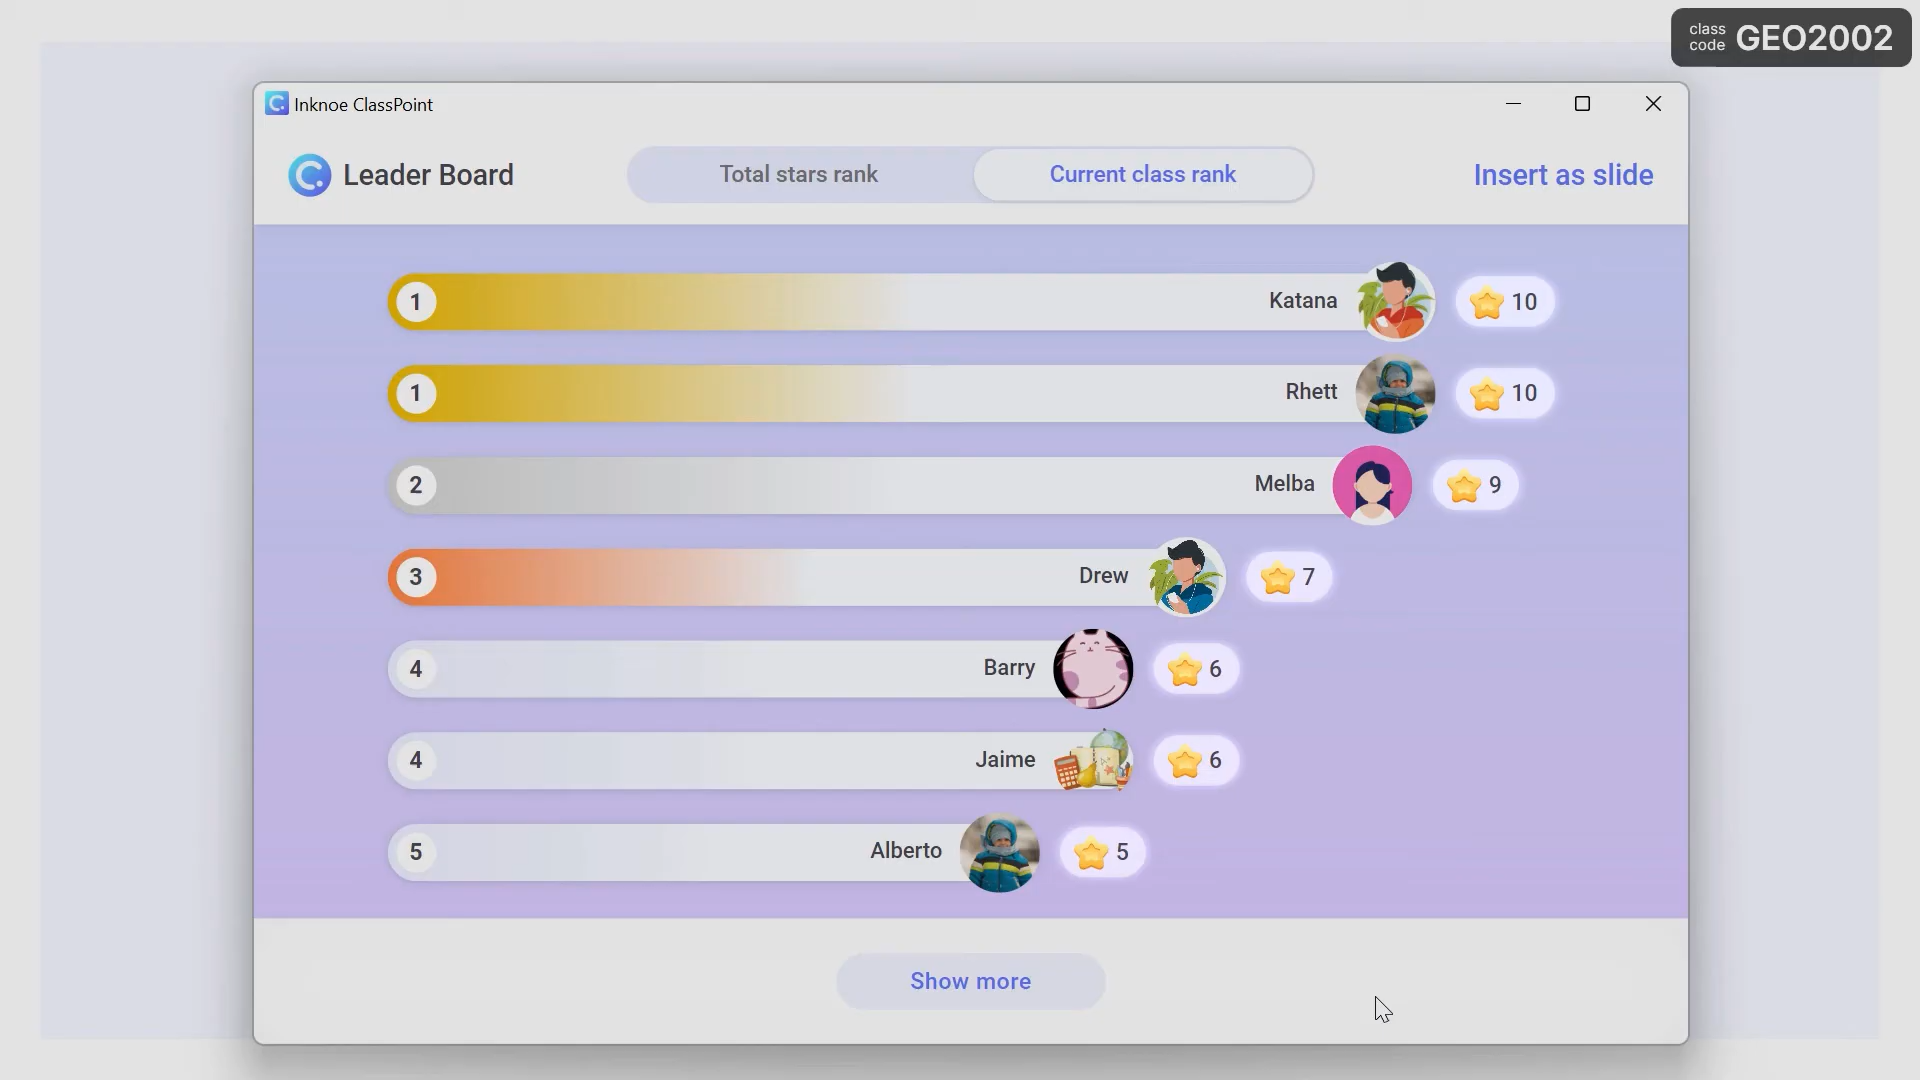 class code GEO2002
Inknoe ClassPoint
Leader Board
Total stars rank
Current class rank
Insert as slide
1 Katana 10
1 Rhett 10
2 Melba 9
3 Drew 7
4 Barry 6
4 Jaime 6
5 Alberto 5
Show more